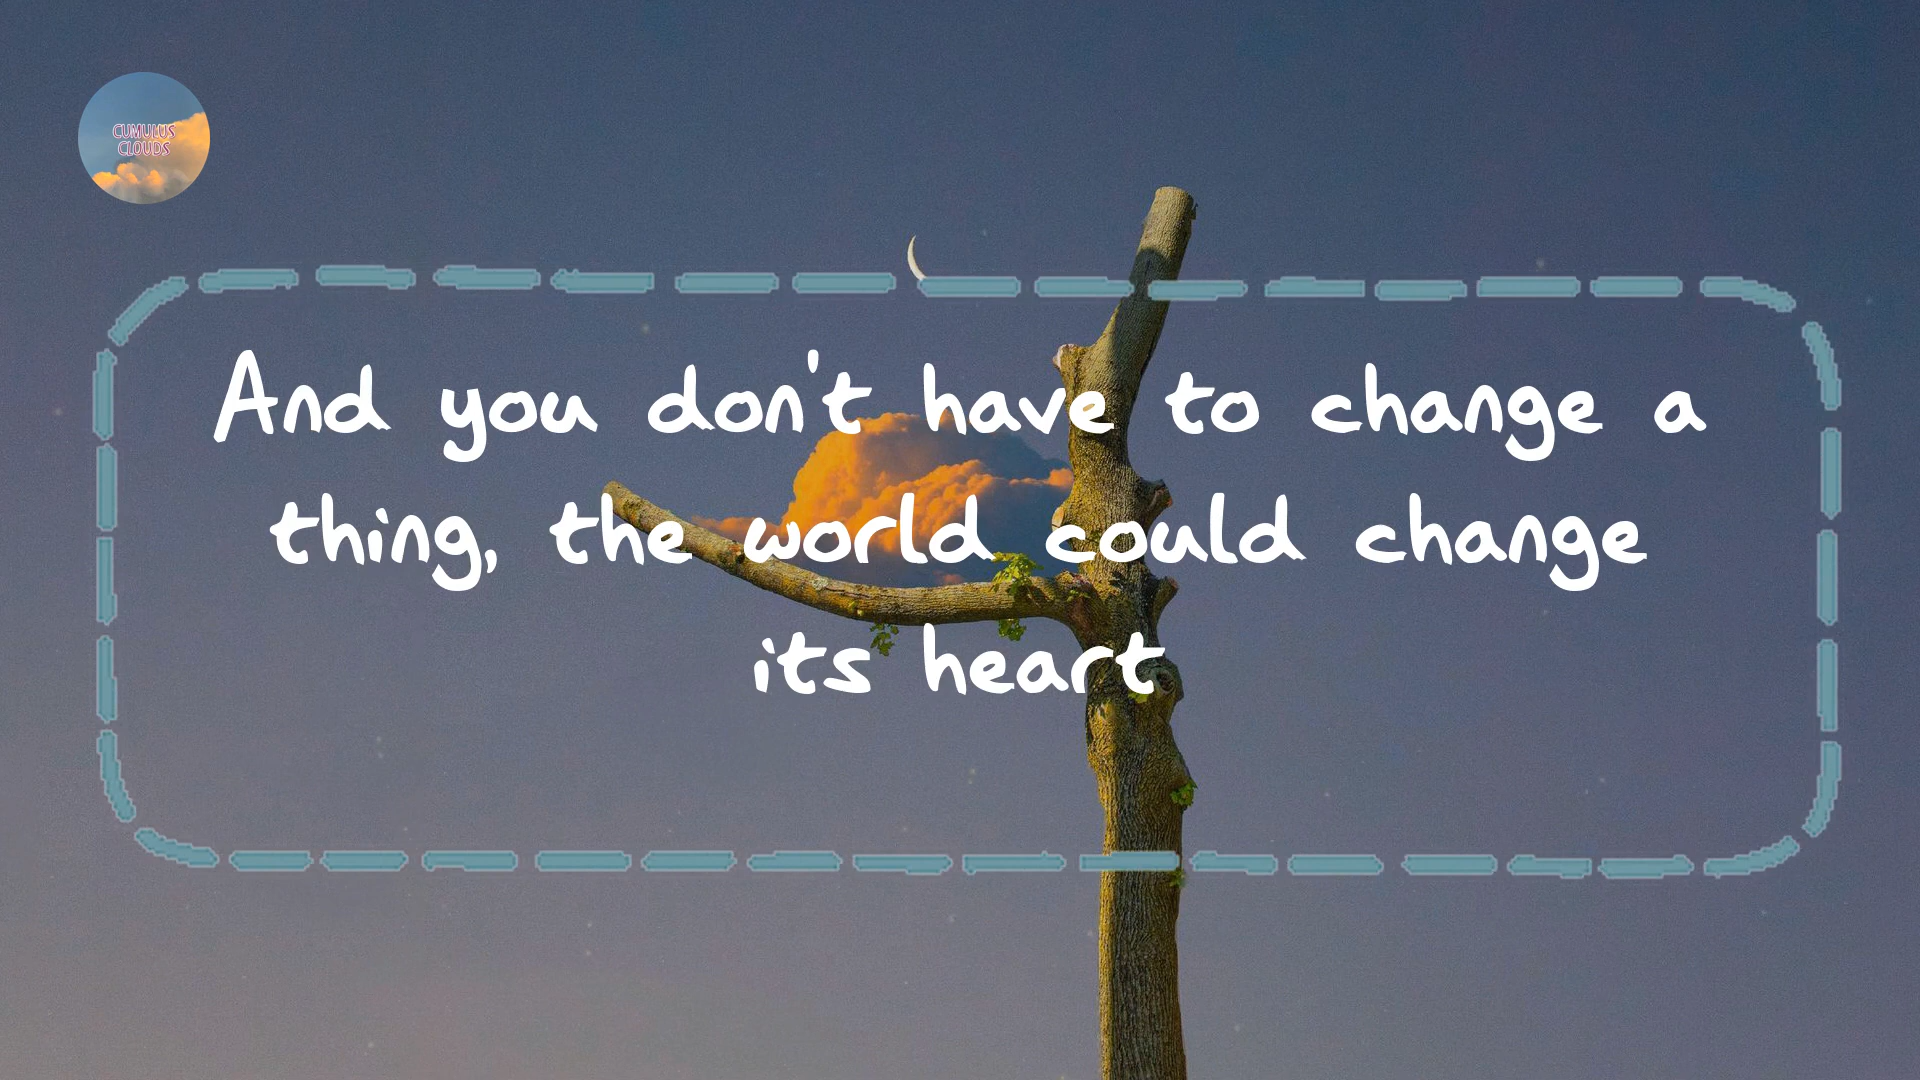 CUMULUS
CLOUDS
And you don't have to change a
thing, the world could change
its heart